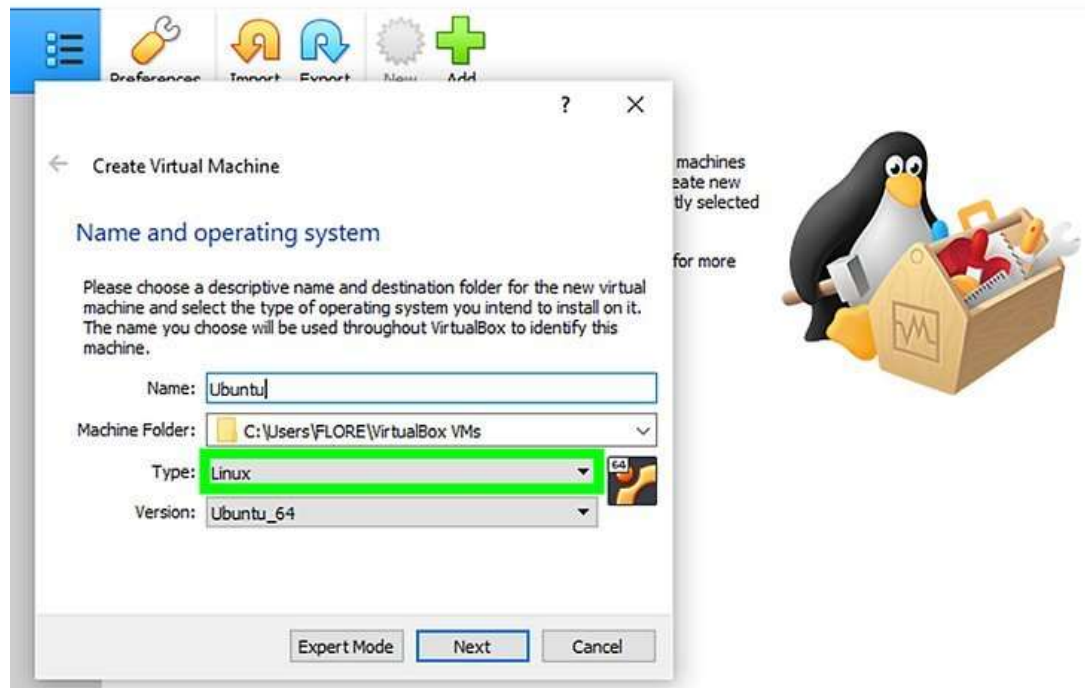 Preferences Import Export New Add
?
Create Virtual Machine
machines
eate new
tly selected
Name and operating system
for more
Please choose a descriptive name and destination folder for the new virtual
machine and select the type of operating system you intend to install on it.
The name you choose will be used throughout VirtualBox to identify this
machine.
Name: Ubuntu
Machine Folder: C:\Users\FLORE\VirtualBox VMs
Type: Linux
64
Version: Ubuntu_64
Expert Mode Next Cancel